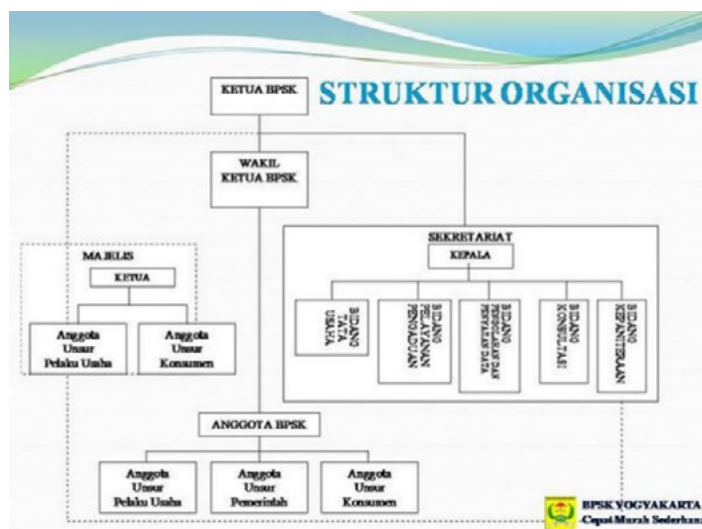 KETUA BPSK
STRUKTUR ORGANISASI
WAKIL
KETUA BPSK
SEKRETARIAT
KEPALA
MAJELIS
KETUA
Anggota
Unsur
Pelaku Usaha
Anggota
Unsur
Konsumen
BIDANG
TATA
USAHA
BIDANG
PELAYANAN
PENGADUAN
BIDANG
PENGOLAHAN DAN
PENYAJIAN DATA
BIDANG
KONSULTASI
BIDANG
KEPANITERAAN
ANGGOTA BPSK
Anggota
Unsur
Pelaku Usaha
Anggota
Unsur
Pemerintah
Anggota
Unsur
Konsumen
BPSK YOGYAKARTA
-Cepat Murah Sederhana